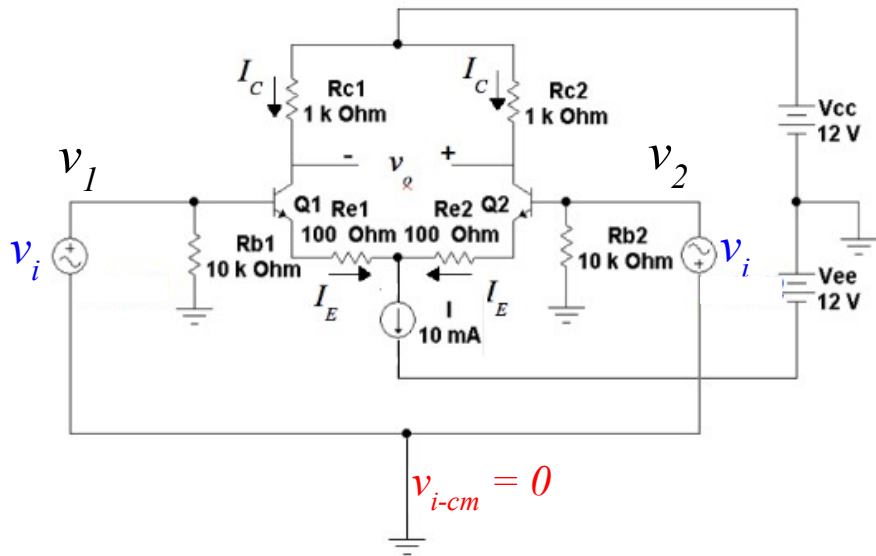 I_C
Rc1
1 k Ohm
I_C
Rc2
1 k Ohm
Vcc
12 V
v_1
- v_o +
v_2
Q1
Re1
100 Ohm
Re2
100 Ohm
Q2
v_i
+
Rb1
10 k Ohm
I_E
I
10 mA
I_E
Rb2
10 k Ohm
+
v_i
Vee
12 V
v_{i-cm} = 0